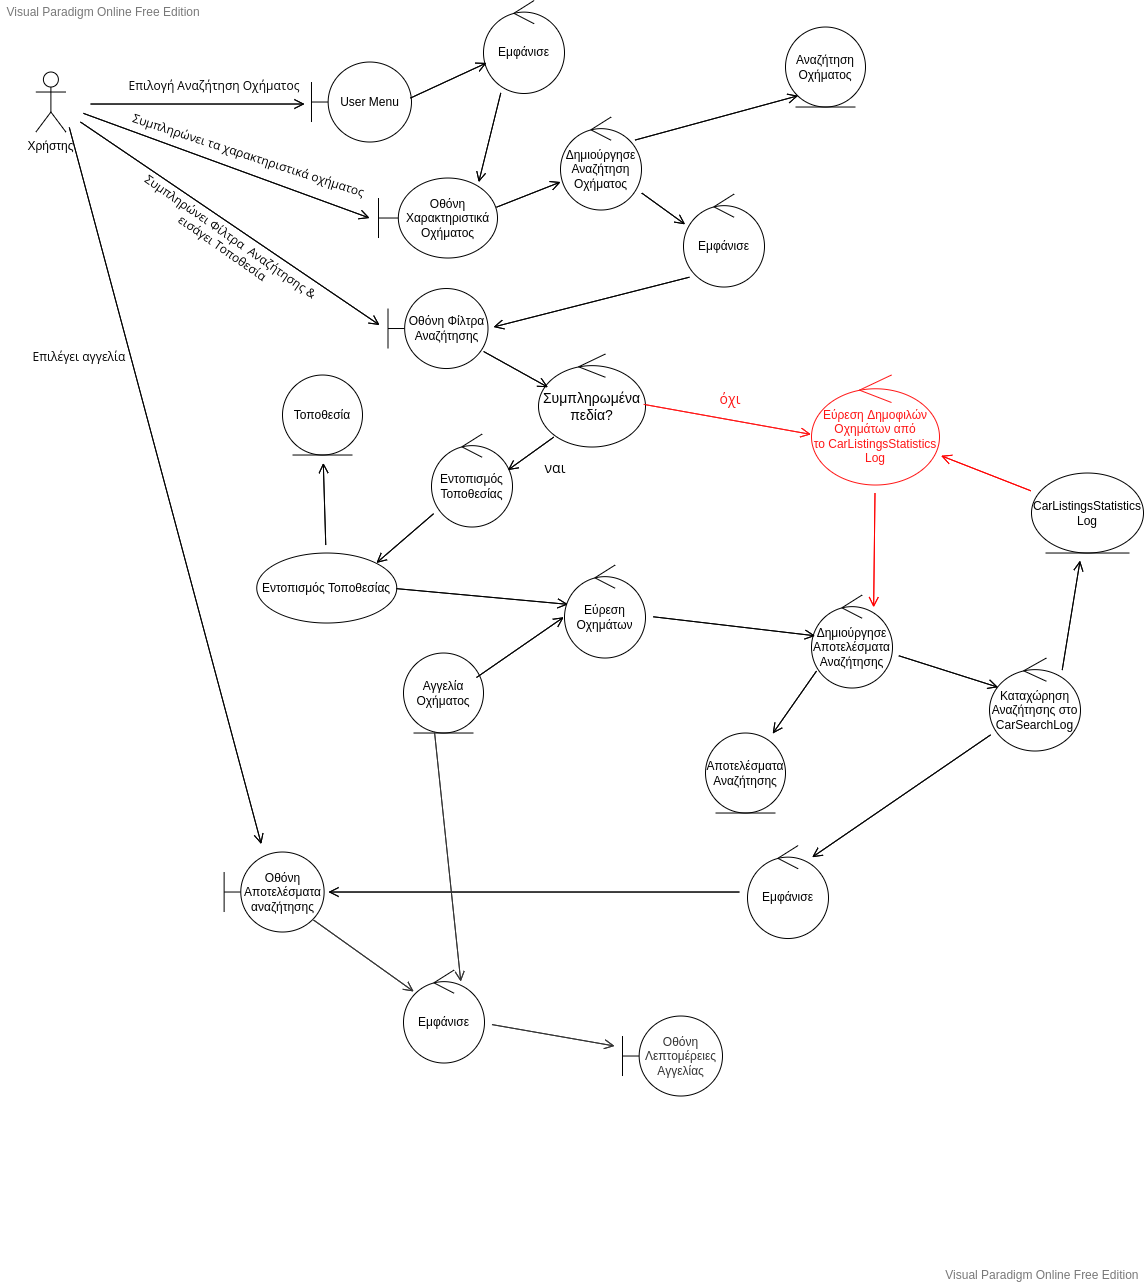 Visual Paradigm Online Free Edition
Εμφάνισε
Αναζήτηση
Οχήματος
Επιλογή Αναζήτηση Οχήματος
User Menu
Χρήστης
Συμπληρώνει τα χαρακτηριστικά οχήματος
Δημιούργησε
Αναζήτηση
Οχήματος
Οθόνη
Χαρακτηριστικά
Οχήματος
Συμπληρώνει Φίλτρα Αναζήτησης &
εισάγει Τοποθεσία
Εμφάνισε
Οθόνη Φίλτρα
Αναζήτησης
Επιλέγει αγγελία
Συμπληρωμένα
πεδία?
όχι
Εύρεση Δημοφιλών
Οχημάτων από
το CarListingsStatistics
Log
Τοποθεσία
ναι
Εντοπισμός
Τοποθεσίας
CarListingsStatistics
Log
Εντοπισμός Τοποθεσίας
Εύρεση
Οχημάτων
Δημιούργησε
Αποτελέσματα
Αναζήτησης
Αγγελία
Οχήματος
Καταχώρηση
Αναζήτησης στο
CarSearchLog
Αποτελέσματα
Αναζήτησης
Οθόνη
Αποτελέσματα
αναζήτησης
Εμφάνισε
Εμφάνισε
Οθόνη
Λεπτομέρειες
Αγγελίας
Visual Paradigm Online Free Edition